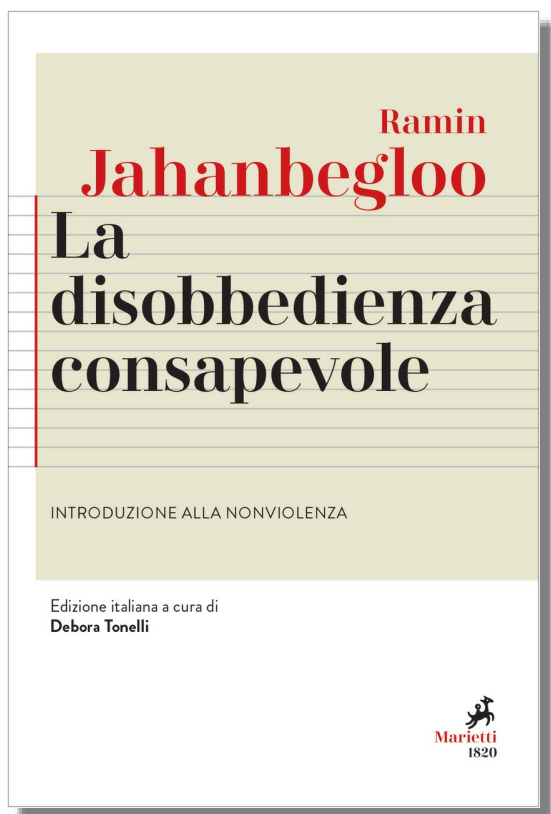 Ramin
Jahanbegloo
La
disobbedienza
consapevole
INTRODUZIONE ALLA NONVIOLENZA
Edizione italiana a cura di
Debora Tonelli
Marietti
1820